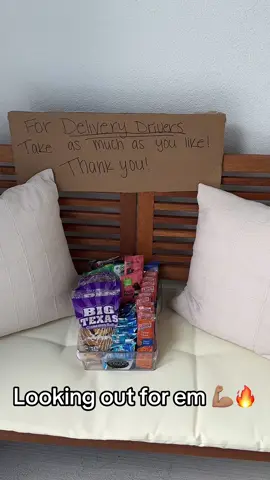 For Delivery Drivers
Take as much as you like!
Thank you!
BIG
TEXAS
Looking out for em 💪🏽🔥